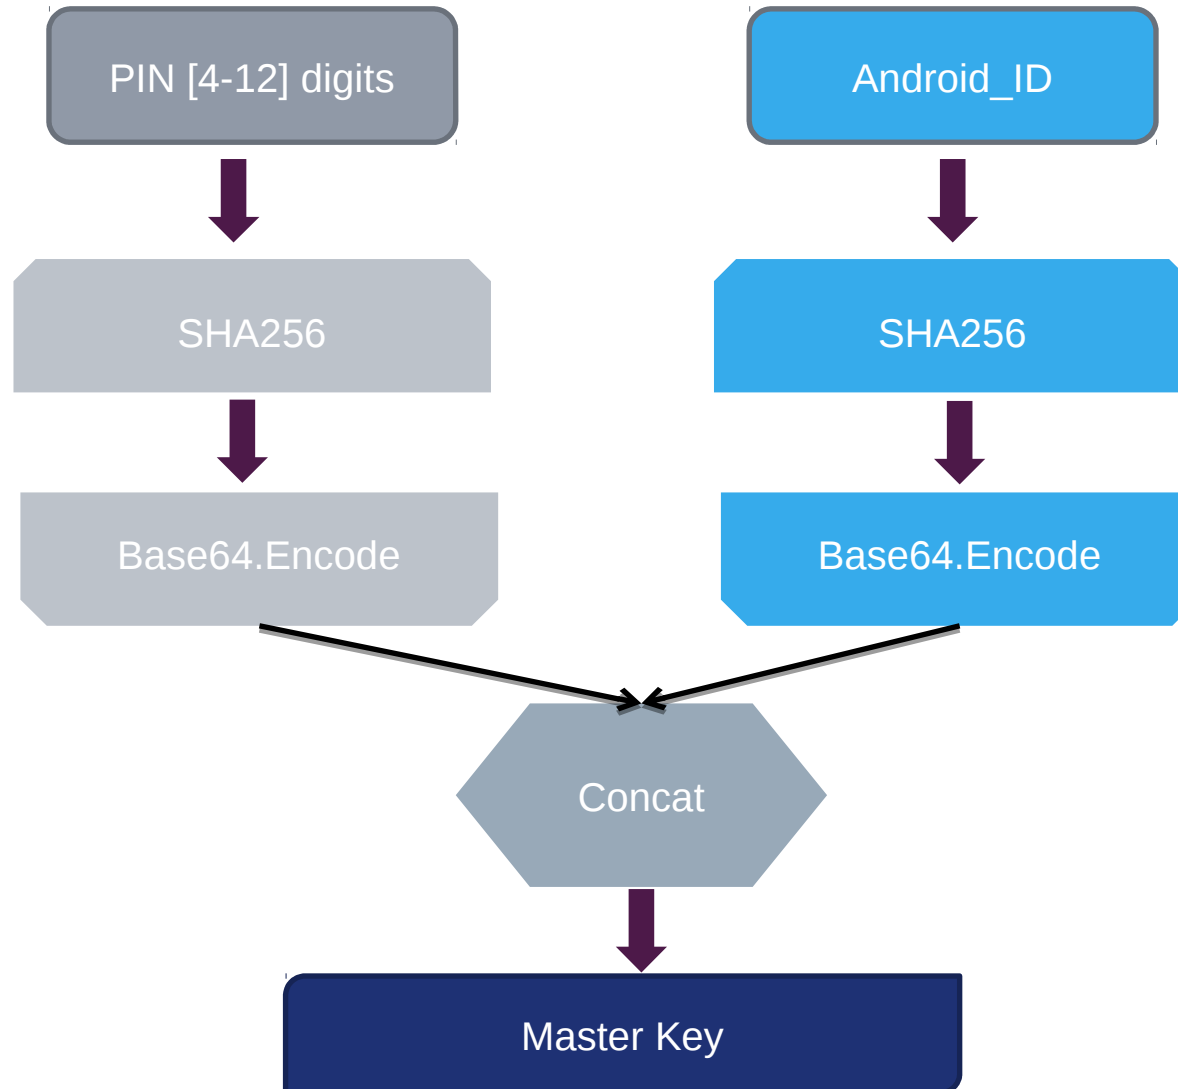 PIN [4-12] digits
Android_ID
SHA256
SHA256
Base64.Encode
Base64.Encode
Concat
Master Key